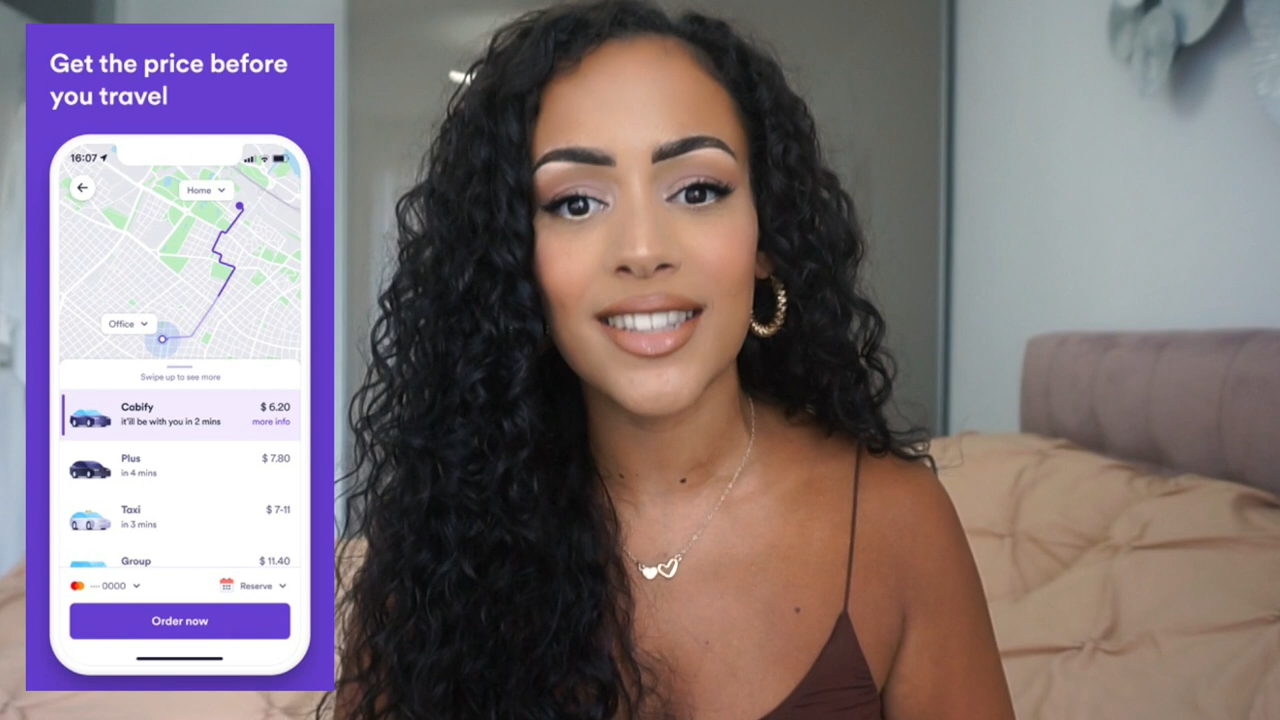 Get the price before
you travel
16:07
Home
Office
Swipe up to see more
Cabify
$ 6.20
it'll be with you in 2 mins
more info
Plus
$ 7.80
in 4 mins
Taxi
$ 7-11
in 3 mins
Group
$ 11.40
···· 0000
Reserve
Order now